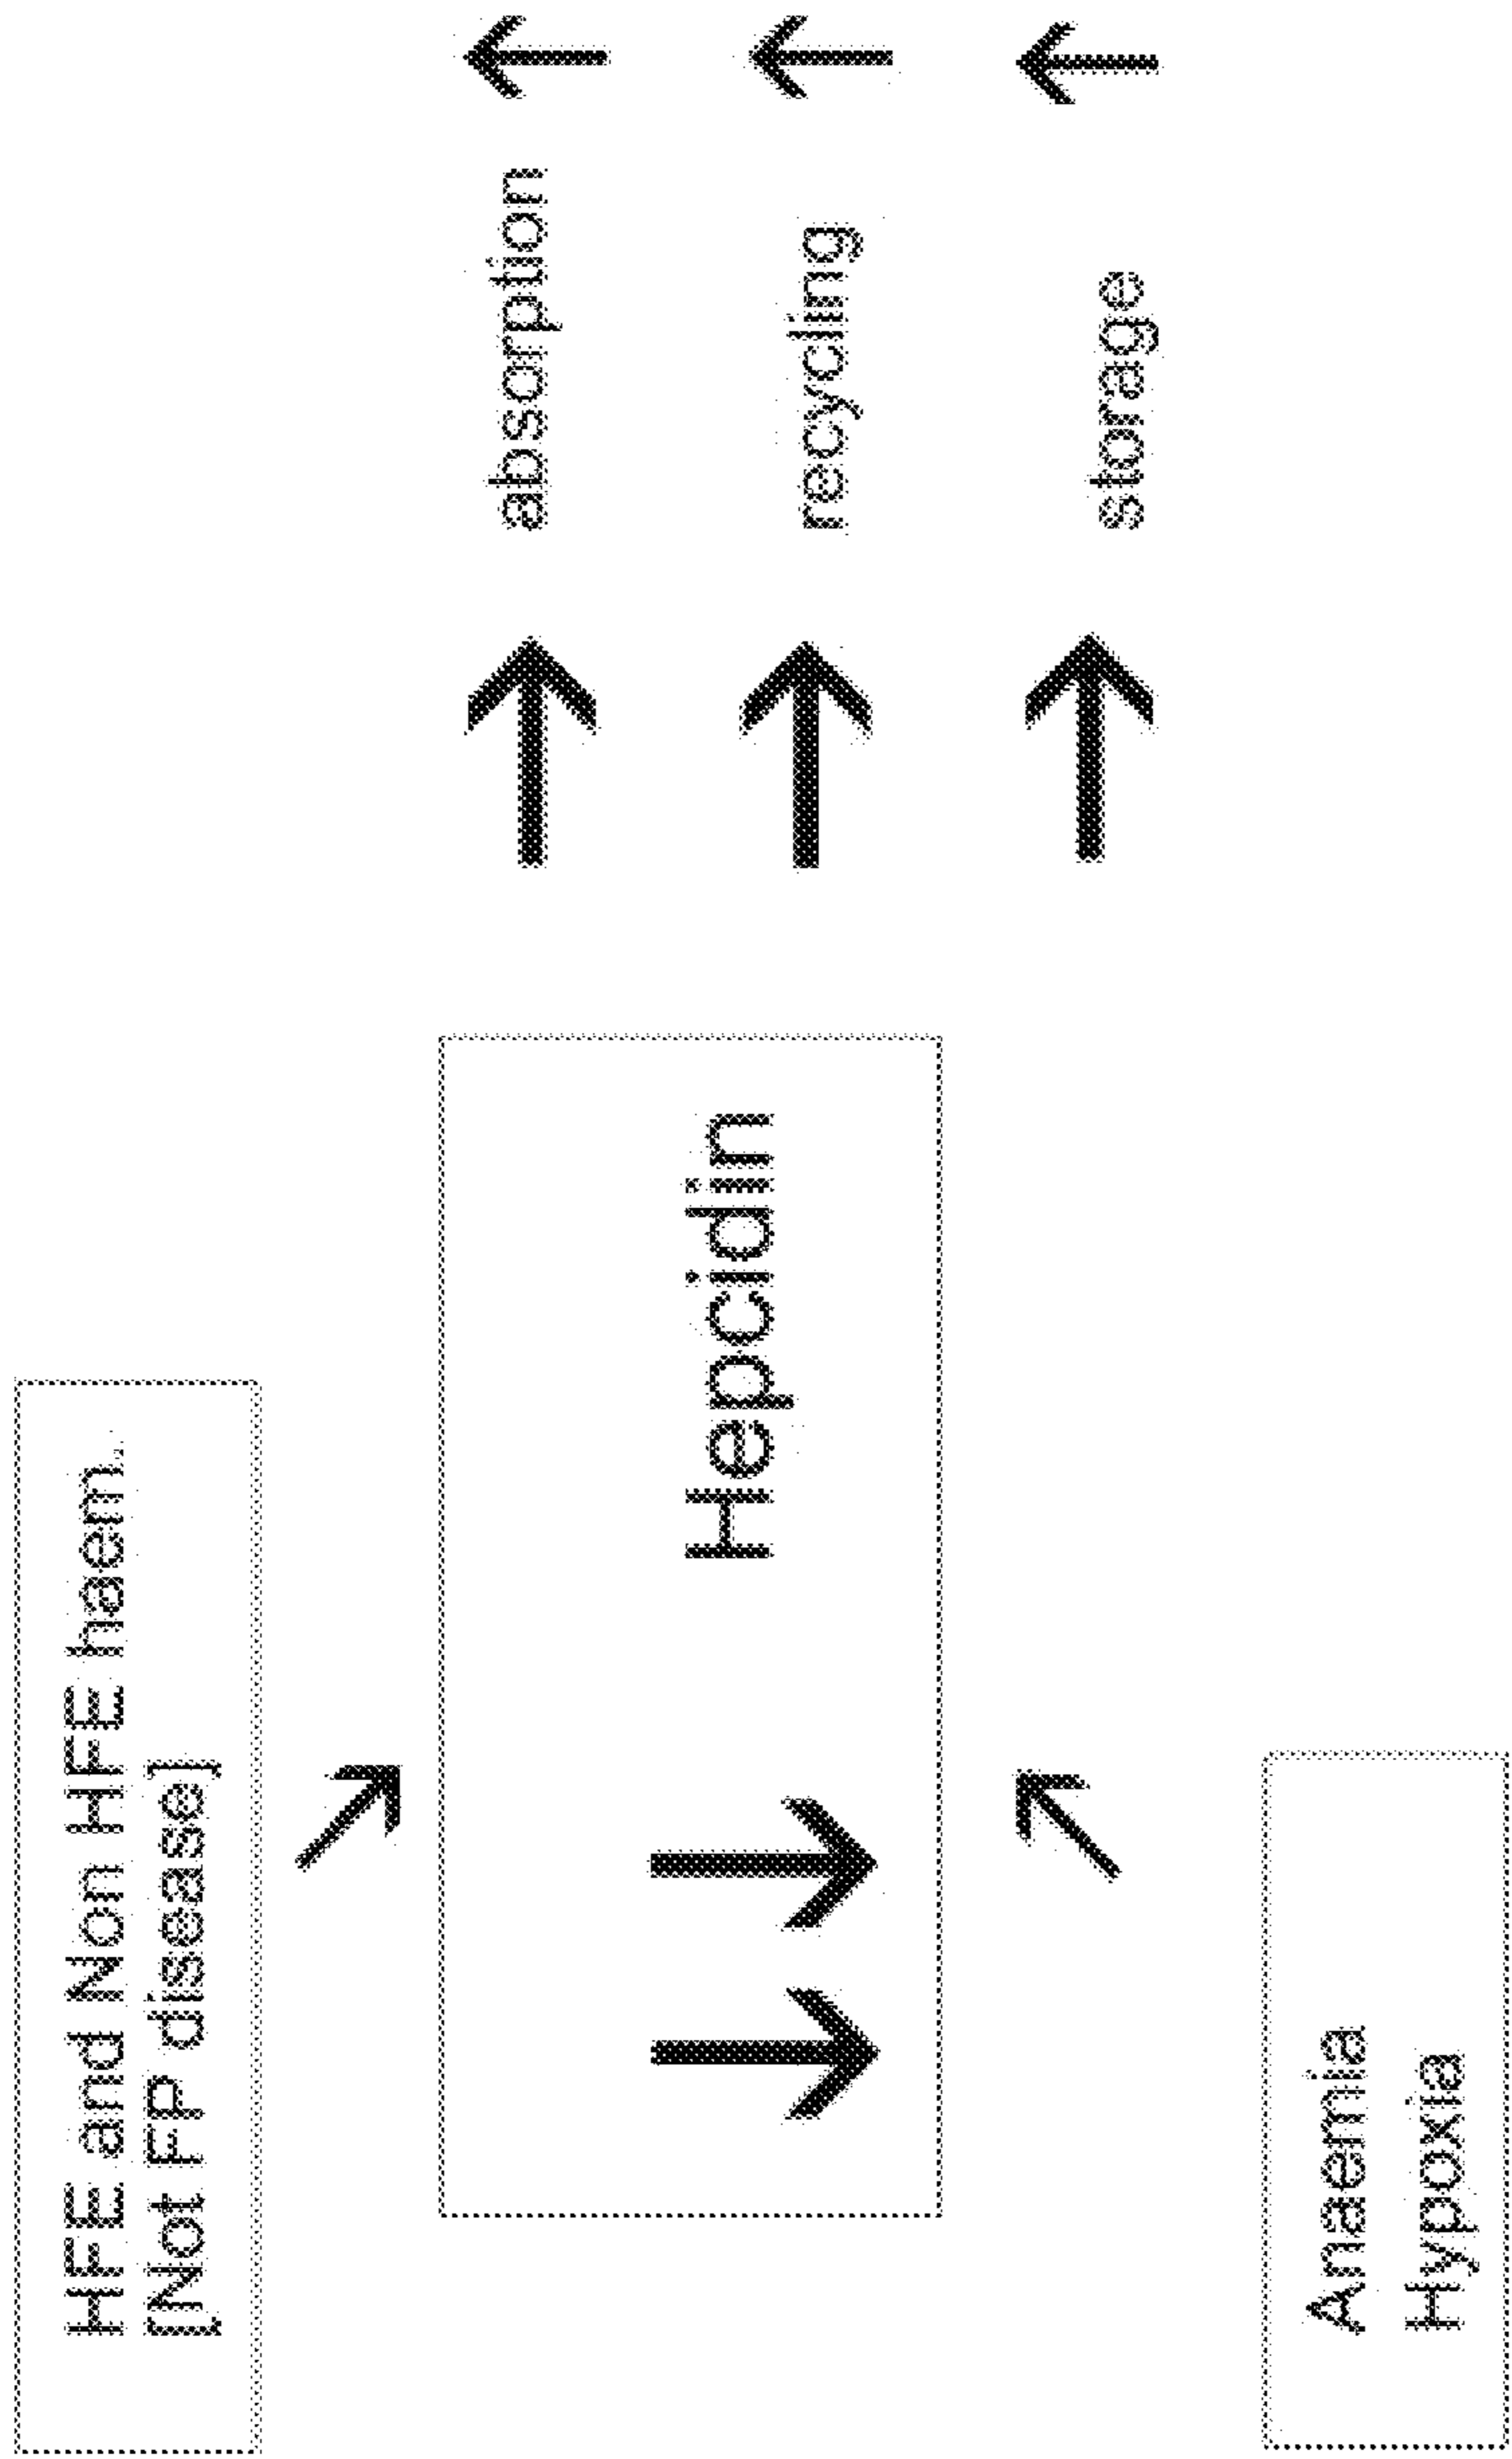 HFE and Non HFE haem.
[Not FP disease]
Hepcidin
absorption
recycling
storage
Anaemia
Hypoxia